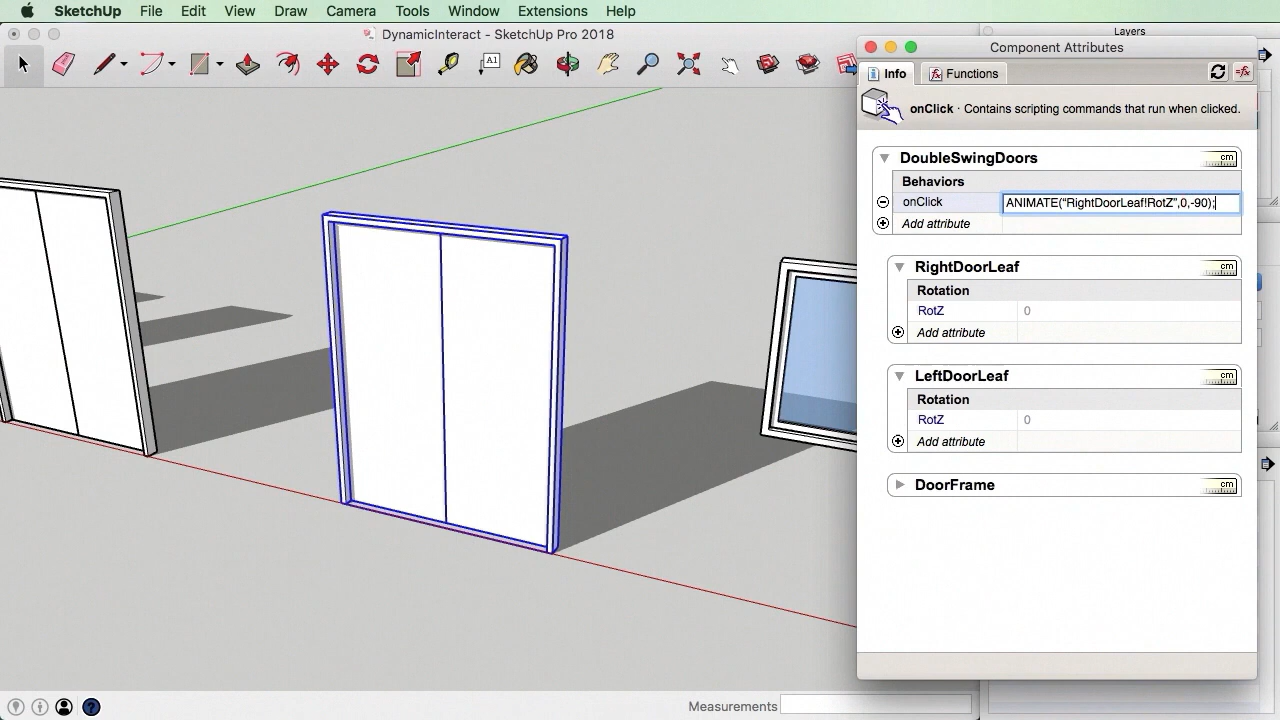 SketchUp File Edit View Draw Camera Tools Window Extensions Help
DynamicInteract - SketchUp Pro 2018
Layers
A1
Component Attributes
Info Functions
=fx
onClick · Contains scripting commands that run when clicked.
DoubleSwingDoors cm
Behaviors
onClick ANIMATE(“RightDoorLeaf!RotZ”,0,-90);
Add attribute
RightDoorLeaf cm
Rotation
RotZ 0
Add attribute
LeftDoorLeaf cm
Rotation
RotZ 0
Add attribute
DoorFrame cm
Measurements